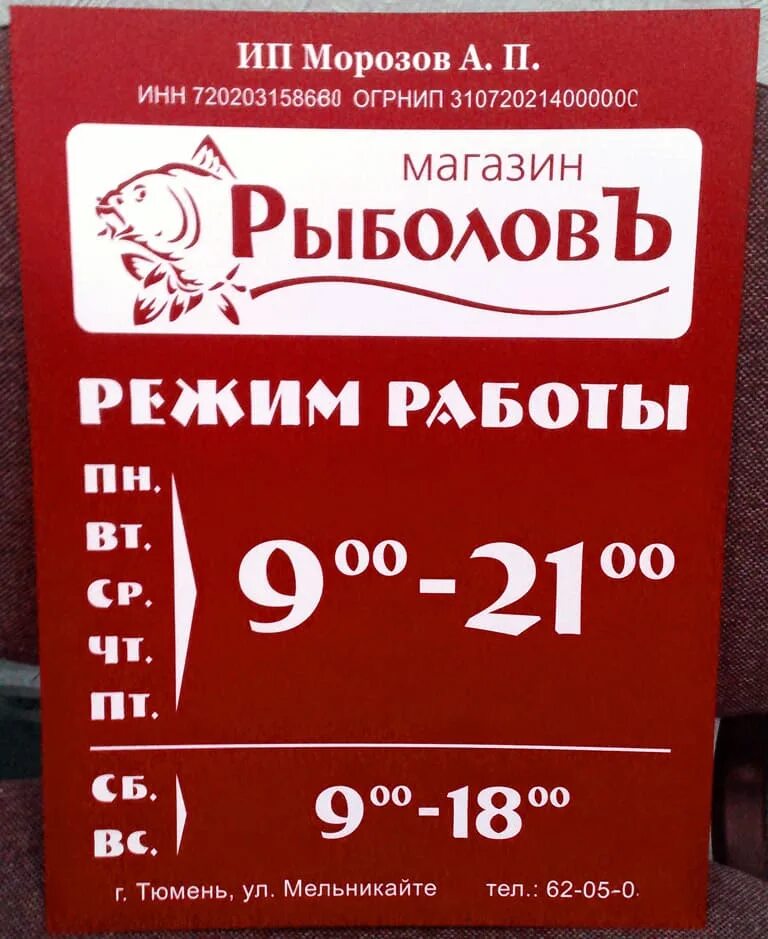 ИП Морозов А. П.
ИНН 720203158660 ОГРНИП 310720214000000
магазин
РыболовЪ
РЕЖИМ РАБОТЫ
ПН.
ВТ.
СР.
ЧТ.
ПТ.
9⁰⁰-21⁰⁰
СБ.
ВС.
9⁰⁰-18⁰⁰
г. Тюмень, ул. Мельникайте тел.: 62-05-0